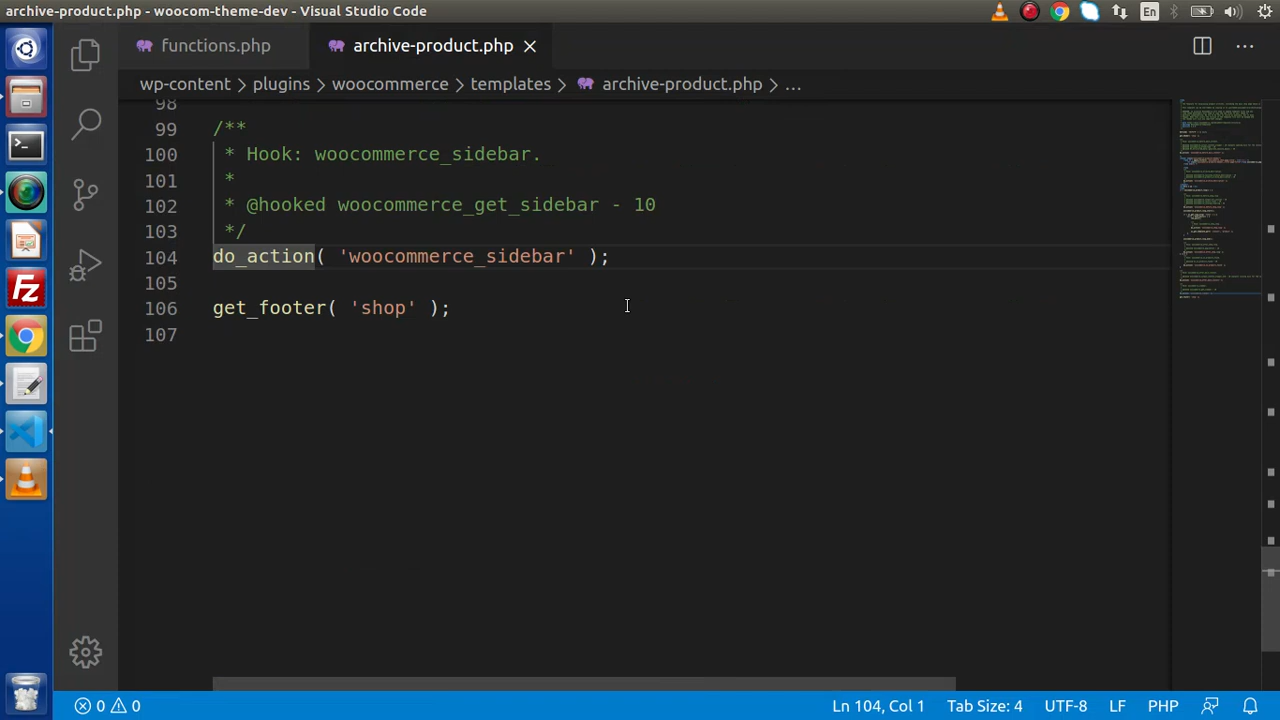 archive-product.php - woocom-theme-dev - Visual Studio Code
En
functions.php
archive-product.php
wp-content > plugins > woocommerce > templates > archive-product.php > ...
98
99 /**
100 * Hook: woocommerce_sidebar.
101 *
102 * @hooked woocommerce_get_sidebar - 10
103 */
104 do_action( 'woocommerce_sidebar' );
105
106 get_footer( 'shop' );
107
0 0 Ln 104, Col 1 Tab Size: 4 UTF-8 LF PHP